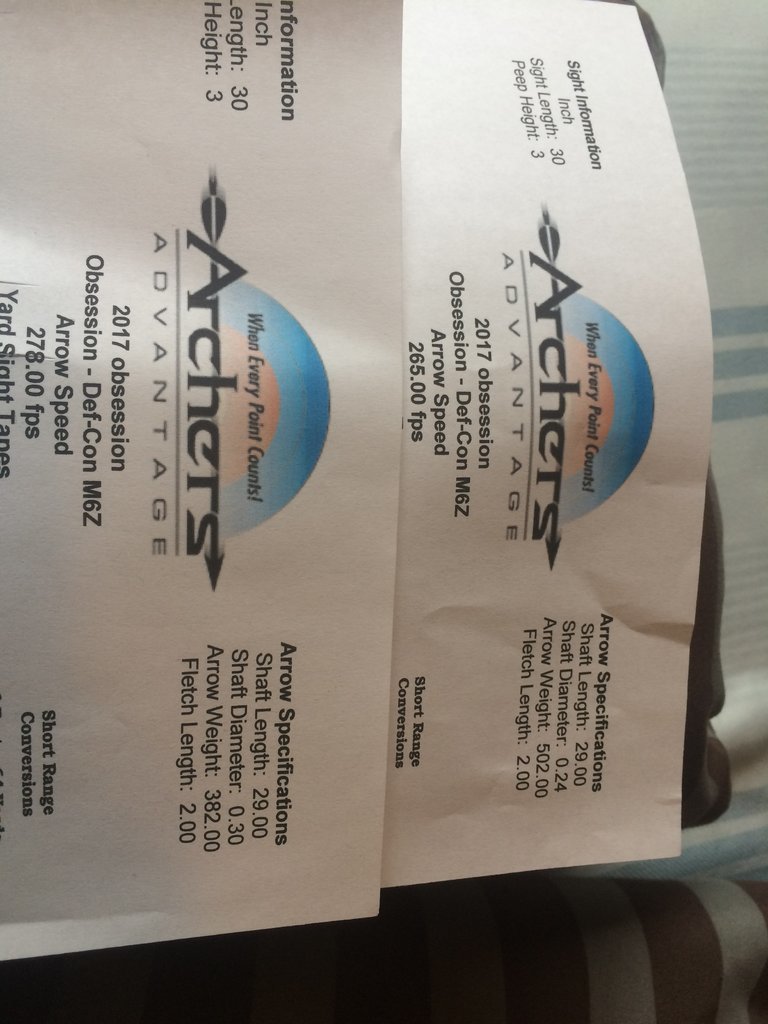 Sight Information
Inch
Sight Length: 30
Peep Height: 3
When Every Point Counts!
Archers
ADVANTAGE
2017 obsession
Obsession - Def-Con M6Z
Arrow Speed
265.00 fps
Arrow Specifications
Shaft Length: 29.00
Shaft Diameter: 0.24
Arrow Weight: 502.00
Fletch Length: 2.00
Short Range
Conversions
nformation
Inch
ength: 30
Height: 3
When Every Point Counts!
Archers
ADVANTAGE
2017 obsession
Obsession - Def-Con M6Z
Arrow Speed
278.00 fps
Yard Sight Tapes
Arrow Specifications
Shaft Length: 29.00
Shaft Diameter: 0.30
Arrow Weight: 382.00
Fletch Length: 2.00
Short Range
Conversions